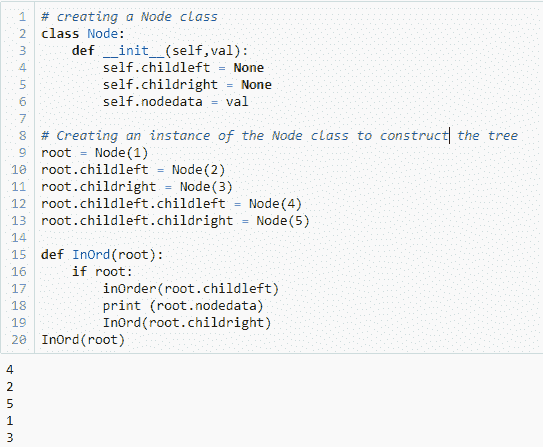 1 # creating a Node class
2 class Node:
3     def __init__(self,val):
4         self.childleft = None
5         self.childright = None
6         self.nodedata = val
7
8 # Creating an instance of the Node class to construct the tree
9 root = Node(1)
10 root.childleft = Node(2)
11 root.childright = Node(3)
12 root.childleft.childleft = Node(4)
13 root.childleft.childright = Node(5)
14
15 def InOrd(root):
16     if root:
17         inOrder(root.childleft)
18         print (root.nodedata)
19         InOrd(root.childright)
20 InOrd(root)
4
2
5
1
3